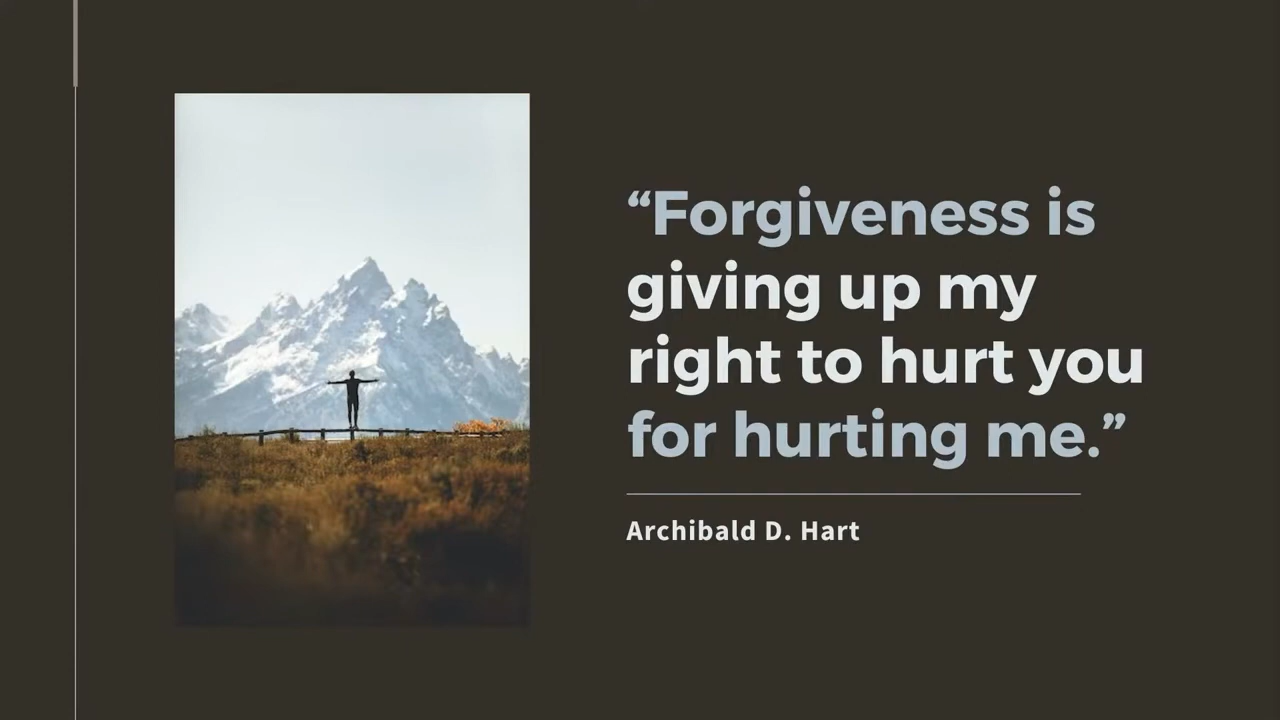 “Forgiveness is
giving up my
right to hurt you
for hurting me.”
Archibald D. Hart